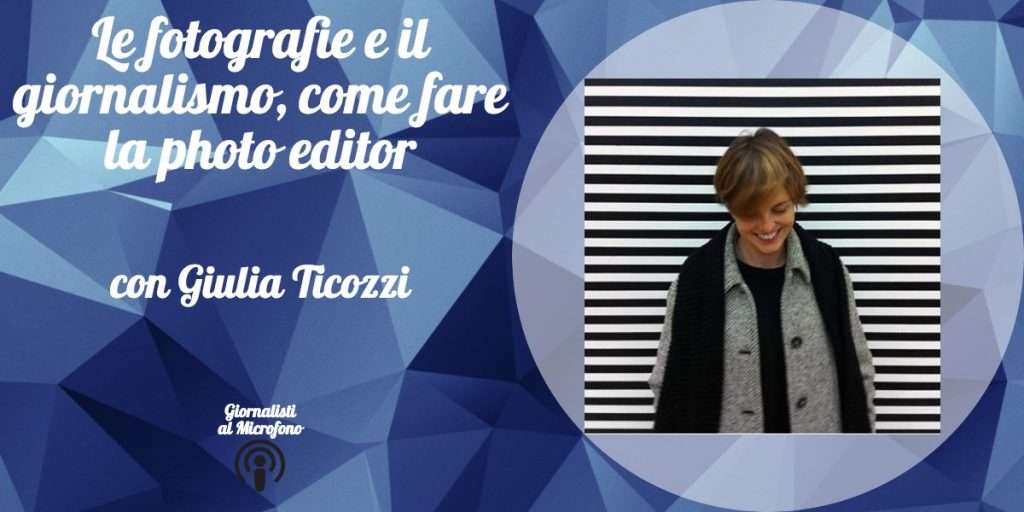 Le fotografie e il
giornalismo, come fare
la photo editor
con Giulia Ticozzi
Giornalisti
al Microfono